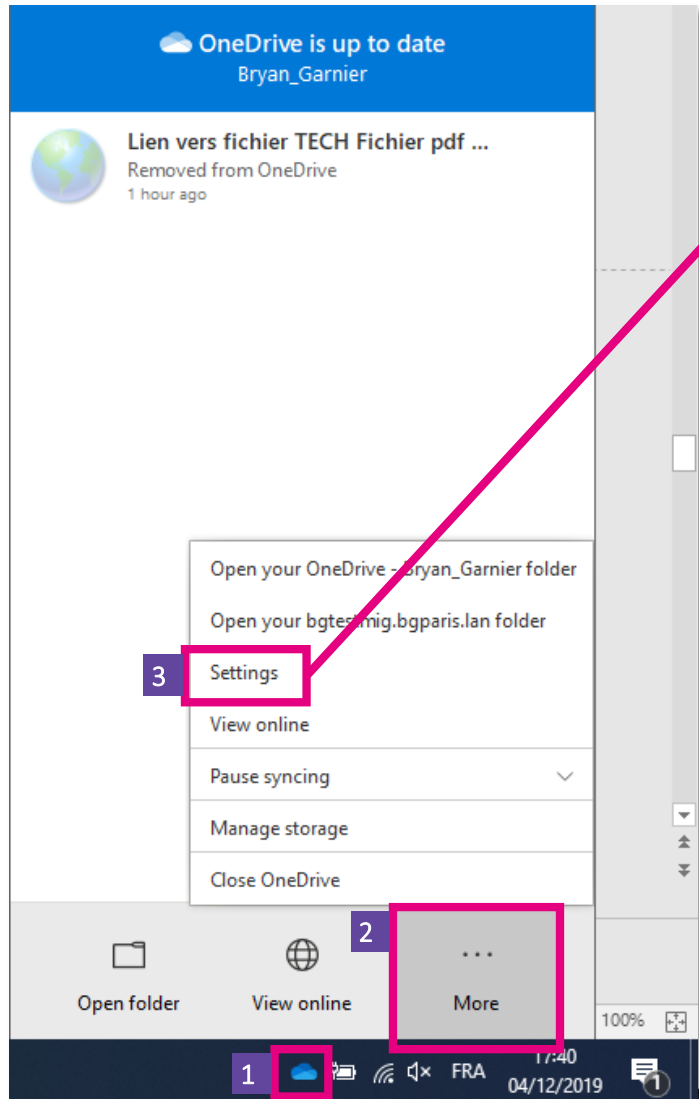 OneDrive is up to date
Bryan_Garnier
Lien vers fichier TECH Fichier pdf ...
Removed from OneDrive
1 hour ago
Open your OneDrive - Bryan_Garnier folder
Open your bgtestmig.bgparis.lan folder
3 Settings
View online
Pause syncing
Manage storage
Close OneDrive
2
...
Open folder View online More
100%
1 FRA 17:40
04/12/2019
1